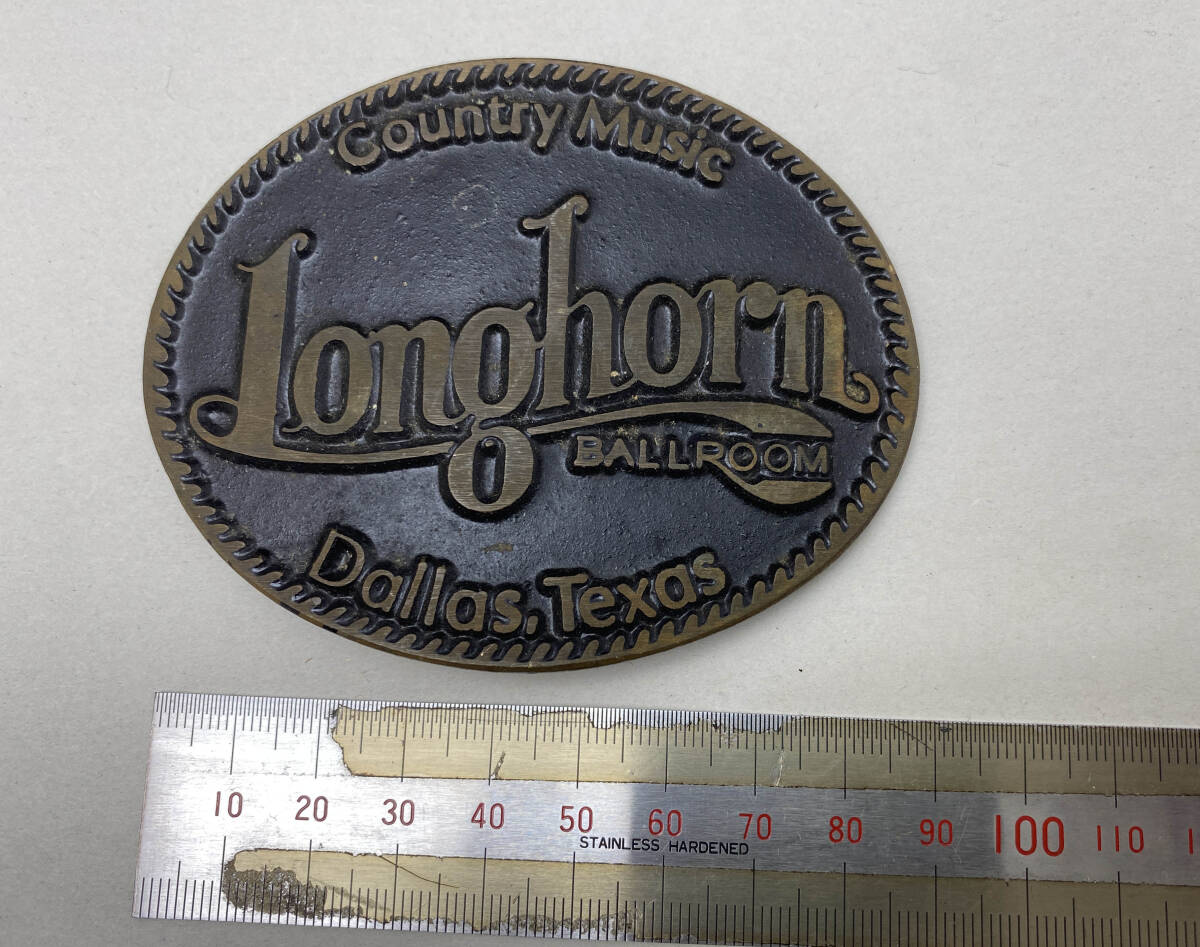 Country Music
Longhorn
BALLROOM
Dallas, Texas
10 20 30 40 50 60 70 80 90 100 110 1
STAINLESS HARDENED